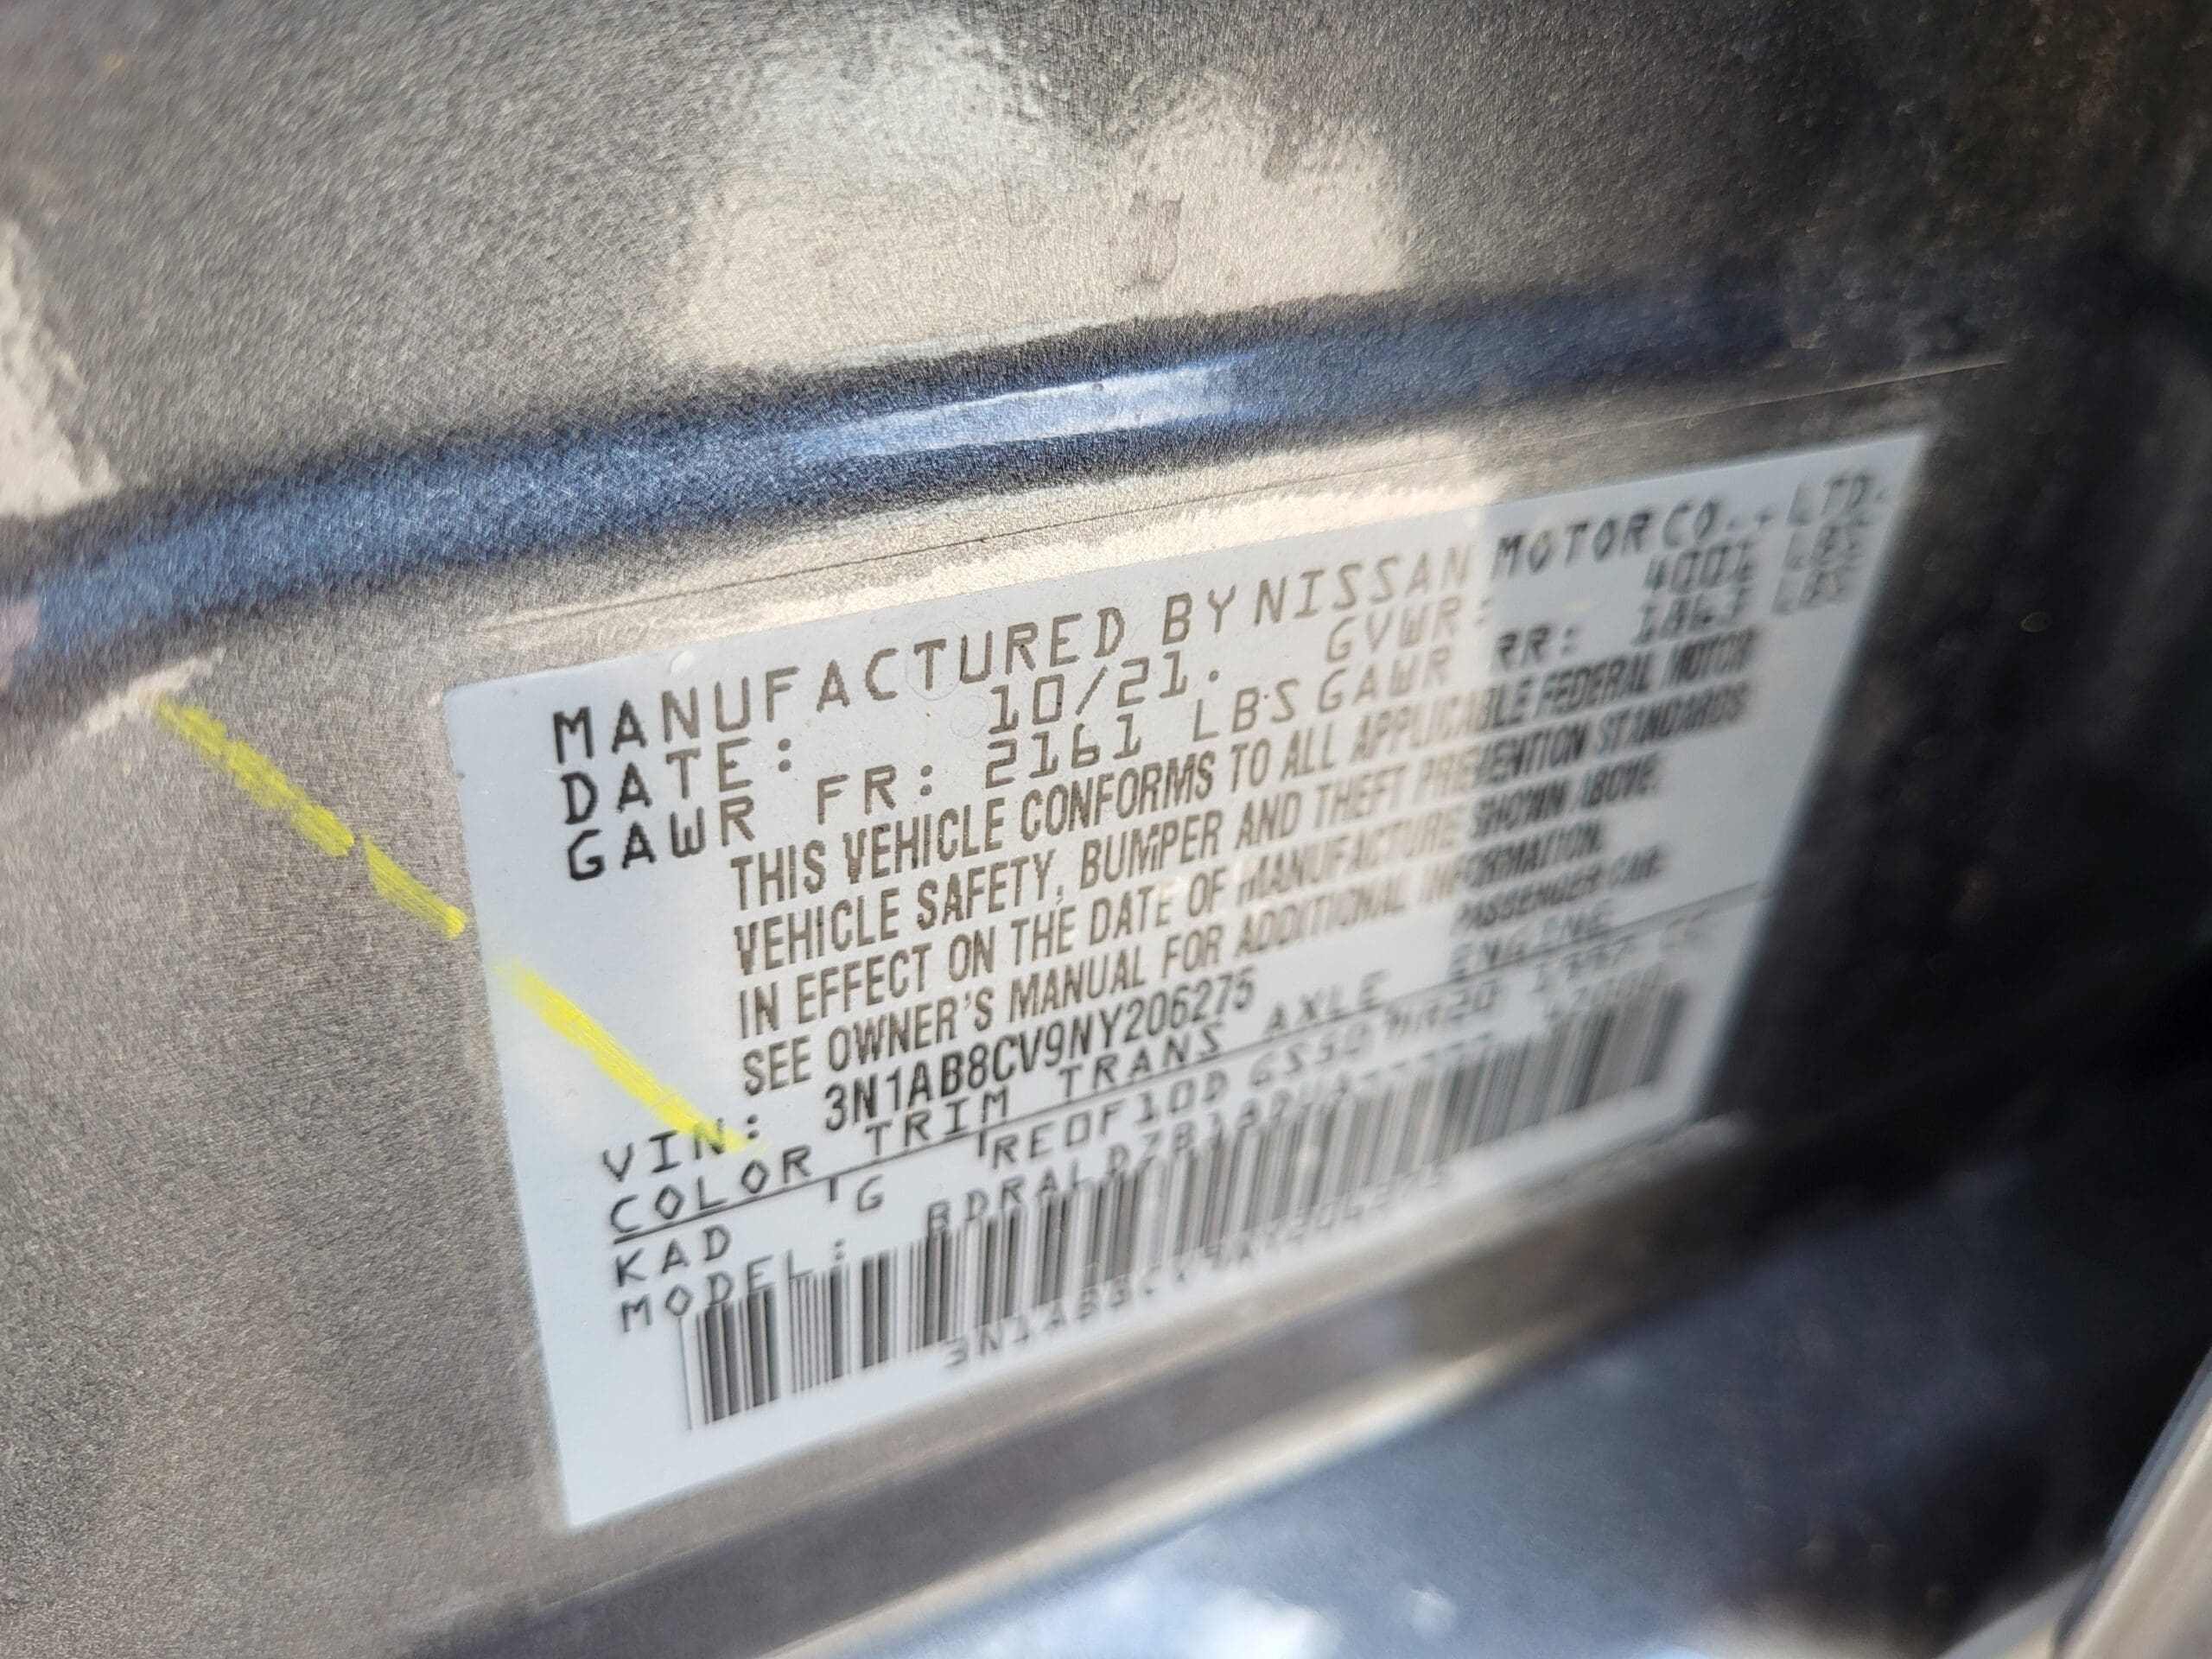 MANUFACTURED BY NISSAN MOTOR CO., LTD.
DATE: 10/21. GVWR: LBS
GAWR FR: 2161 LBS GAWR RR: LBS
THIS VEHICLE CONFORMS TO ALL APPLICABLE FEDERAL MOTOR
VEHICLE SAFETY, BUMPER AND THEFT PREVENTION STANDARDS
IN EFFECT ON THE DATE OF MANUFACTURE SHOWN ABOVE.
SEE OWNER'S MANUAL FOR ADDITIONAL INFORMATION.
VIN: 3N1AB8CV9NY206275 PASSENGER CAR
COLOR TRIM TRANS AXLE ENGINE
KAD G RE0F10D MR20 CC
MODEL: